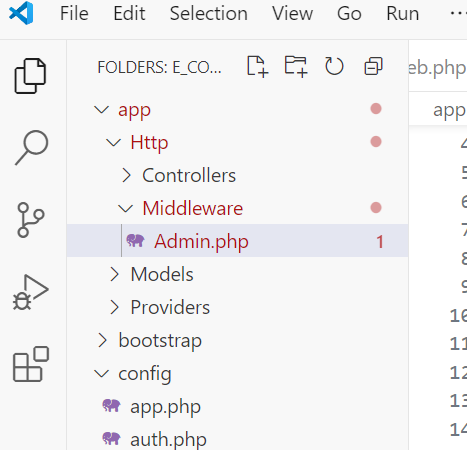 File Edit Selection View Go Run
FOLDERS: E_CO...
eb.php
app
app
Http
Controllers
Middleware
Admin.php 1
Models
Providers
bootstrap
config
app.php
auth.php
4
5
6
7
8
9
10
11
12
13
14